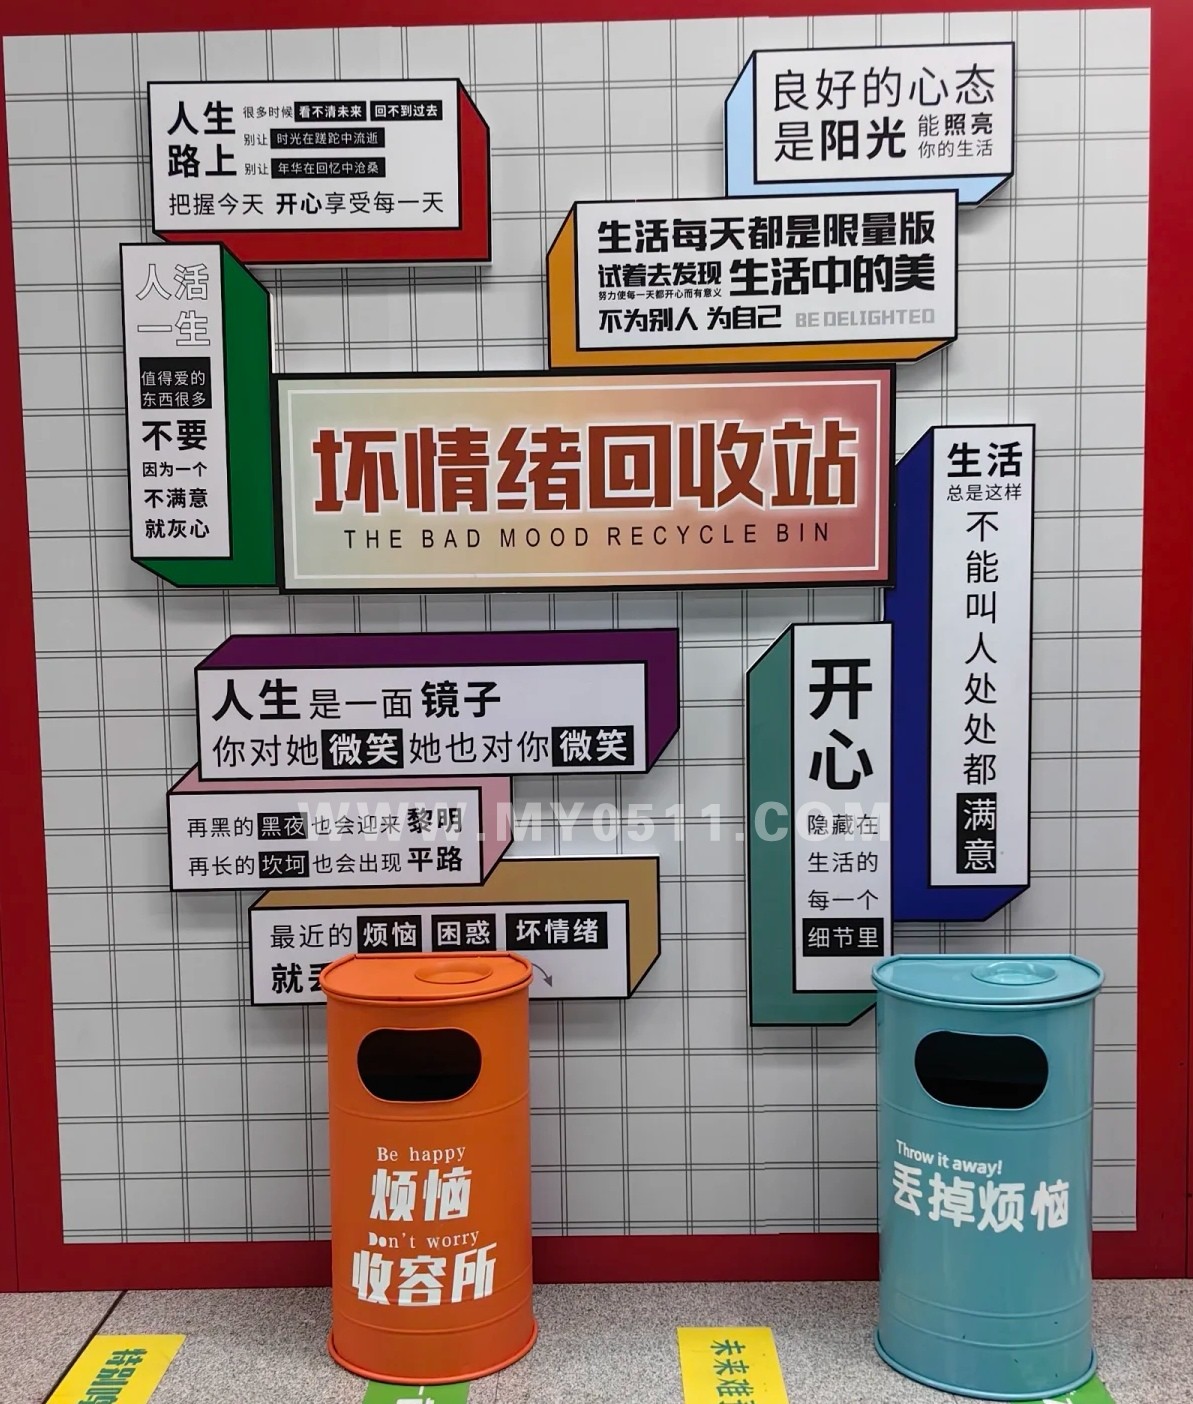 人生路上
很多时候 看不清未来 回不到过去
别让 时光在蹉跎中流逝
别让 年华在回忆中沧桑
把握今天 开心享受每一天
良好的心态
是阳光 能照亮你的生活
生活每天都是限量版
试着去发现 生活中的美
努力使每一天都开心而有意义
不为别人 为自己 BE DELIGHTED
人活
一生
值得爱的
东西很多
不要
因为一个
不满意
就灰心
坏情绪回收站
THE BAD MOOD RECYCLE BIN
生活
总是这样
不能叫人处处都满意
人生是一面镜子
你对她微笑她也对你微笑
再黑的黑夜也会迎来黎明
再长的坎坷也会出现平路
开心
隐藏在
生活的
每一个
细节里
最近的 烦恼 困惑 坏情绪
就丢
WWW.MY0511.COM
Be happy
烦恼
Don't worry
收容所
Throw it away!
丢掉烦恼
特别
未来难